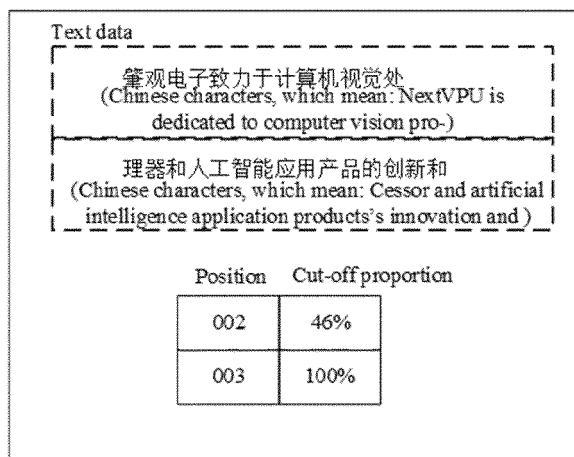 Text data
肇观电子致力于计算机视觉处
(Chinese characters, which mean: NextVPU is
dedicated to computer vision pro-)
理器和人工智能应用产品的创新和
(Chinese characters, which mean: Cessor and artificial
intelligence application products's innovation and )
Position Cut-off proportion
002 46%
003 100%